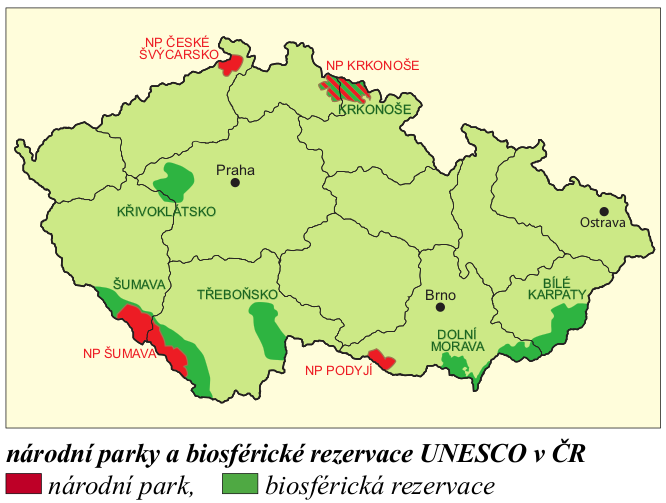 NP ČESKÉ
ŠVÝCARSKO
NP KRKONOŠE
KRKONOŠE
Praha
KŘIVOKLÁTSKO
Ostrava
ŠUMAVA
TŘEBOŇSKO
BÍLÉ
KARPATY
Brno
DOLNÍ
MORAVA
NP ŠUMAVA
NP PODYJÍ
národní parky a biosférické rezervace UNESCO v ČR
národní park, biosférická rezervace